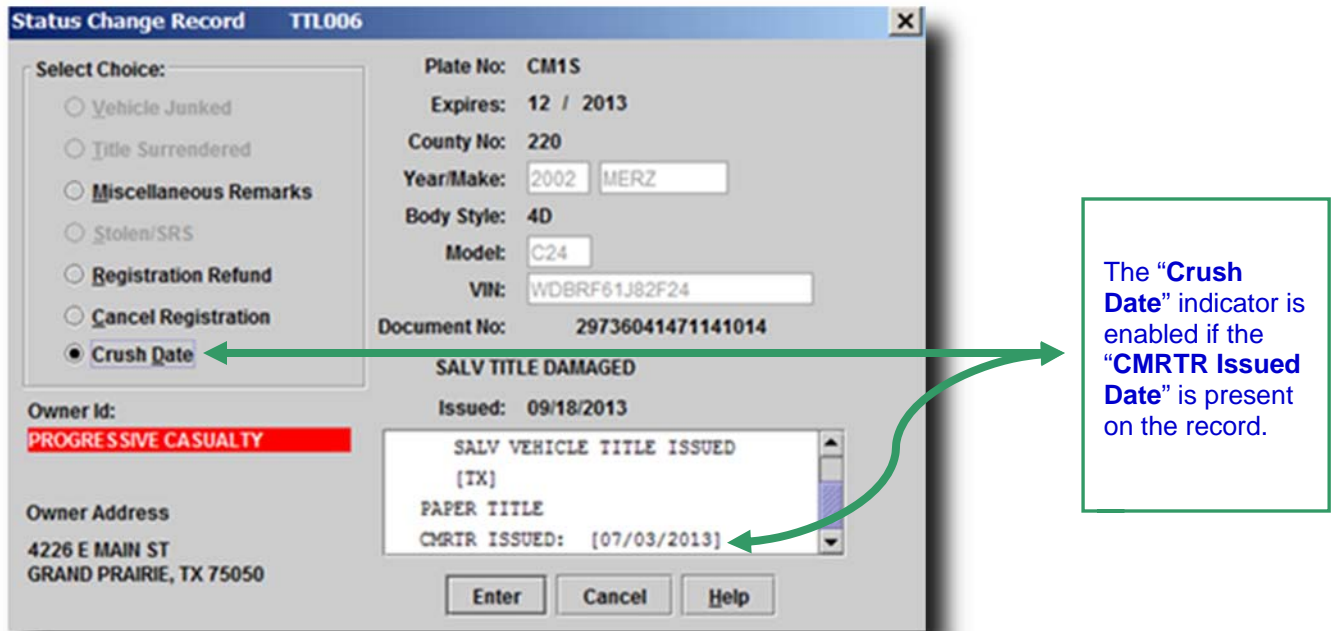 Status Change Record TTL006
Select Choice:
Vehicle Junked
Title Surrendered
Miscellaneous Remarks
Stolen/SRS
Registration Refund
Cancel Registration
Crush Date
Plate No: CM1S
Expires: 12 / 2013
County No: 220
Year/Make: 2002 MERZ
Body Style: 4D
Model: C24
VIN: WDBRF61J82F24
Document No: 29736041471141014
SALV TITLE DAMAGED
Issued: 09/18/2013
Owner Id:
PROGRESSIVE CASUALTY
Owner Address
4226 E MAIN ST
GRAND PRAIRIE, TX 75050
SALV VEHICLE TITLE ISSUED
[TX]
PAPER TITLE
CMRTR ISSUED: [07/03/2013]
Enter Cancel Help
The “Crush
Date” indicator is
enabled if the
“CMRTR Issued
Date” is present
on the record.